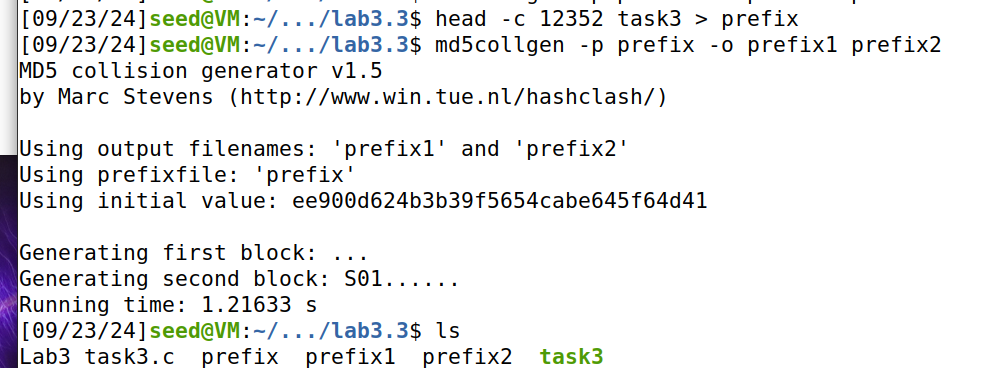 [09/23/24]seed@VM:~/.../lab3.3$ head -c 12352 task3 > prefix
[09/23/24]seed@VM:~/.../lab3.3$ md5collgen -p prefix -o prefix1 prefix2
MD5 collision generator v1.5
by Marc Stevens (http://www.win.tue.nl/hashclash/)

Using output filenames: 'prefix1' and 'prefix2'
Using prefixfile: 'prefix'
Using initial value: ee900d624b3b39f5654cabe645f64d41

Generating first block: ...
Generating second block: S01......
Running time: 1.21633 s
[09/23/24]seed@VM:~/.../lab3.3$ ls
Lab3 task3.c  prefix  prefix1  prefix2  task3